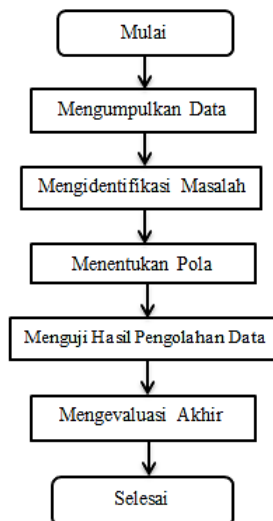 Mulai
Mengumpulkan Data
Mengidentifikasi Masalah
Menentukan Pola
Menguji Hasil Pengolahan Data
Mengevaluasi Akhir
Selesai